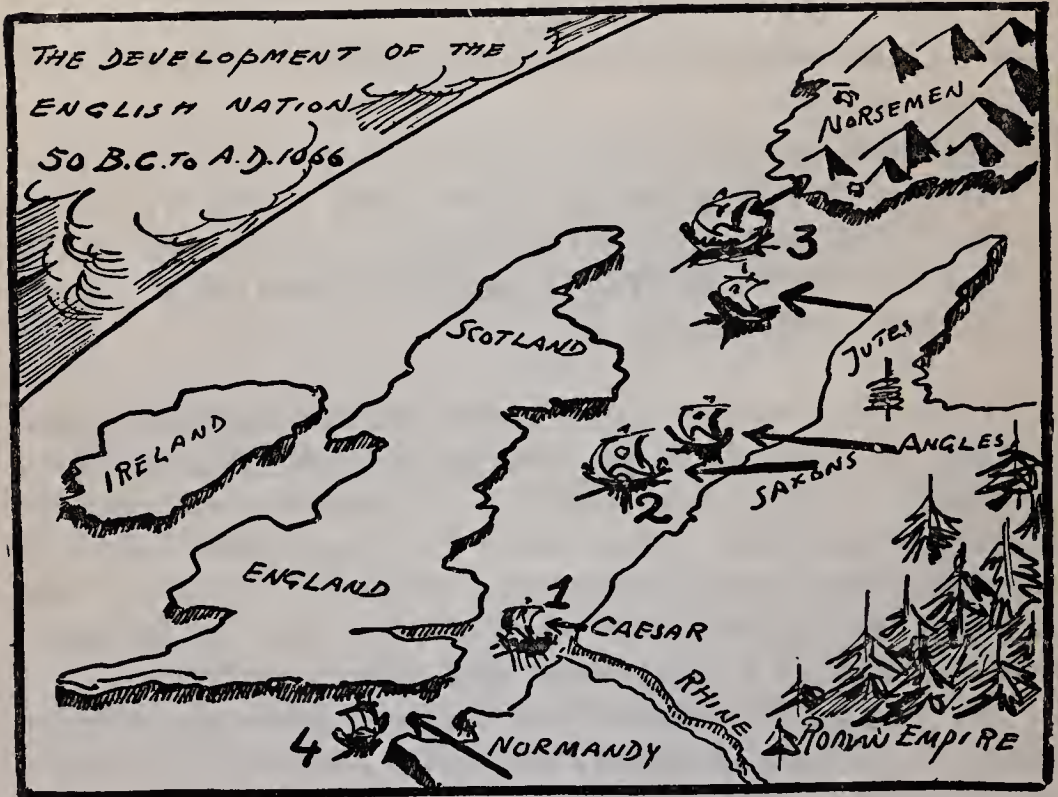 THE DEVELOPMENT OF THE
ENGLISH NATION
50 B.C. TO A.D. 1066
NORSEMEN
3
SCOTLAND
JUTES
IRELAND
ANGLES
SAXONS
2
ENGLAND
1
CAESAR
RHINE
4
NORMANDY
ROMAN EMPIRE